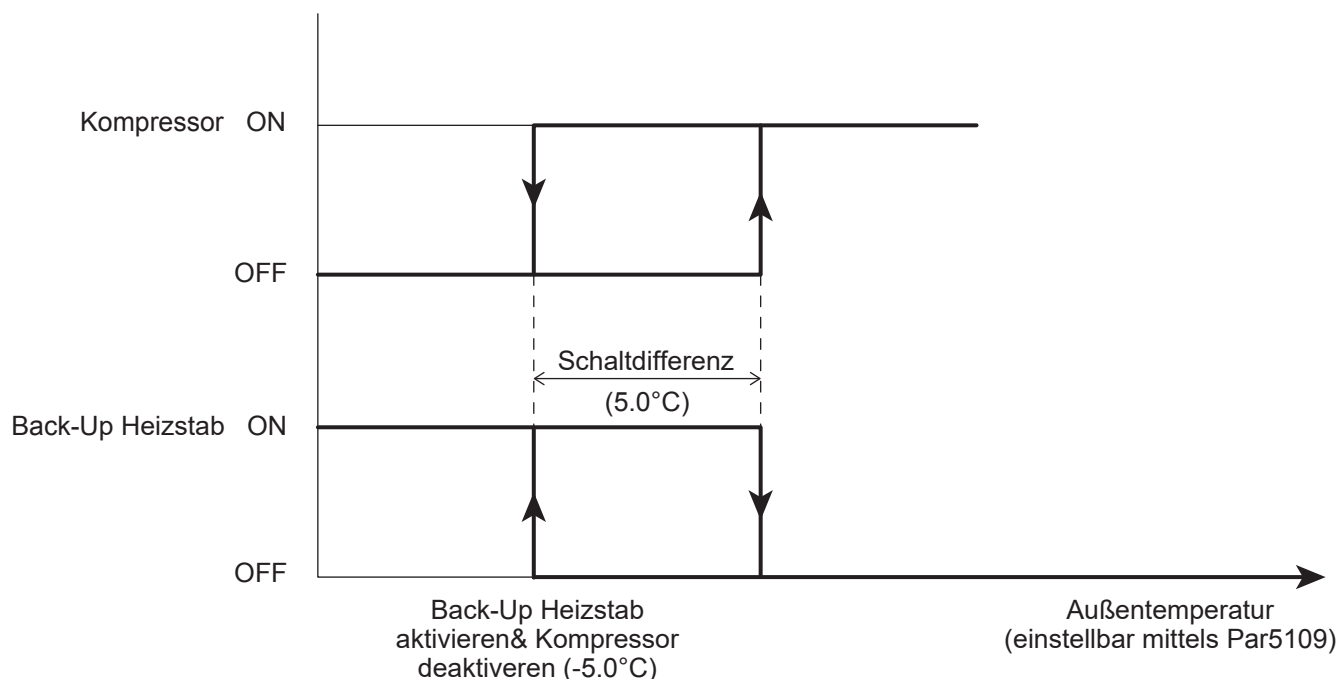 Kompressor ON
OFF
Schaltdifferenz
(5.0°C)
Back-Up Heizstab ON
OFF
Back-Up Heizstab
aktivieren& Kompressor
deaktiveren (-5.0°C)
Außentemperatur
(einstellbar mittels Par5109)